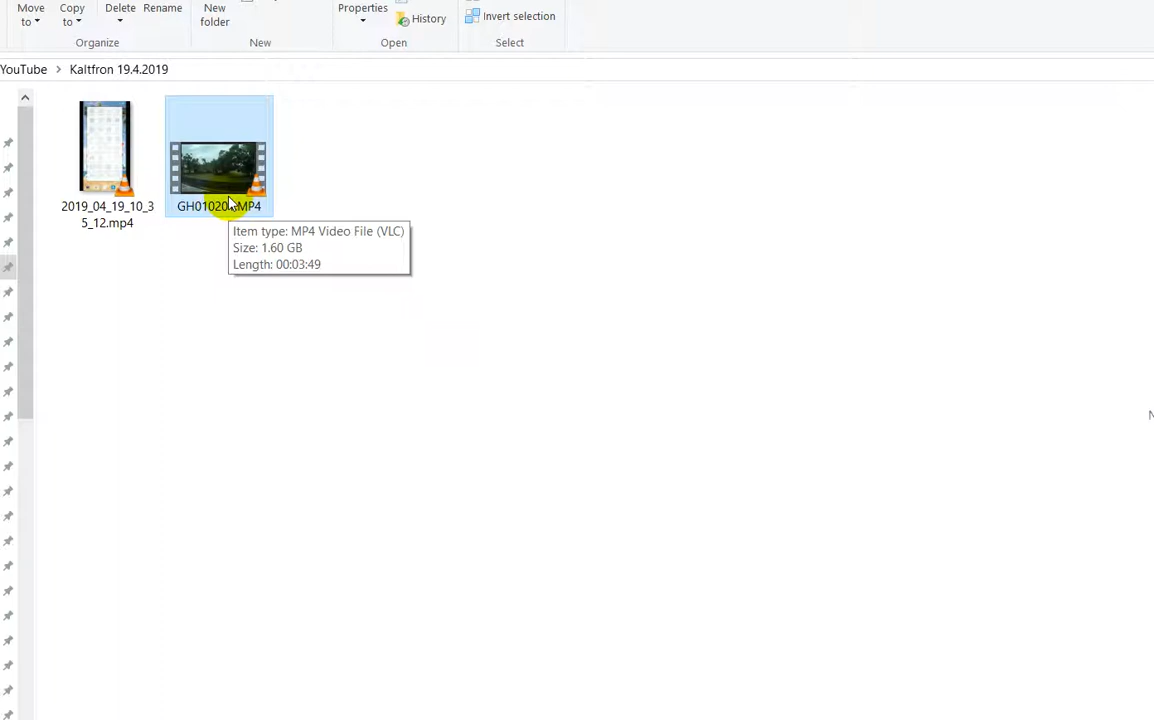 Move to
Copy to
Delete
Rename
New folder
Properties
History
Invert selection
Organize
New
Open
Select
YouTube > Kaltfron 19.4.2019
2019_04_19_10_3
5_12.mp4
MP4
Item type: MP4 Video File (VLC)
Size: 1.60 GB
Length: 00:03:49